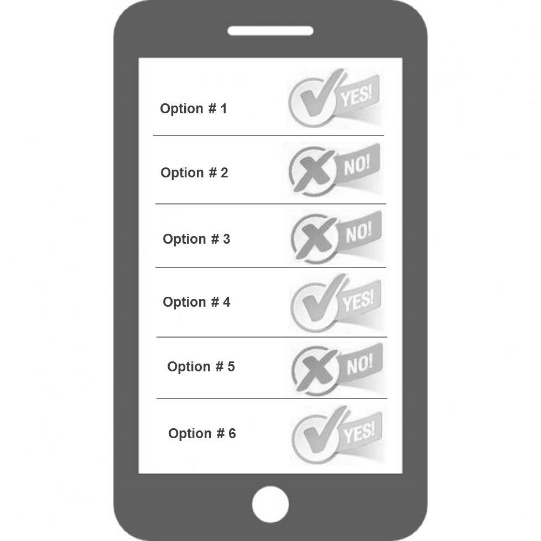 Option # 1 YES!
Option # 2 NO!
Option # 3 NO!
Option # 4 YES!
Option # 5 NO!
Option # 6 YES!